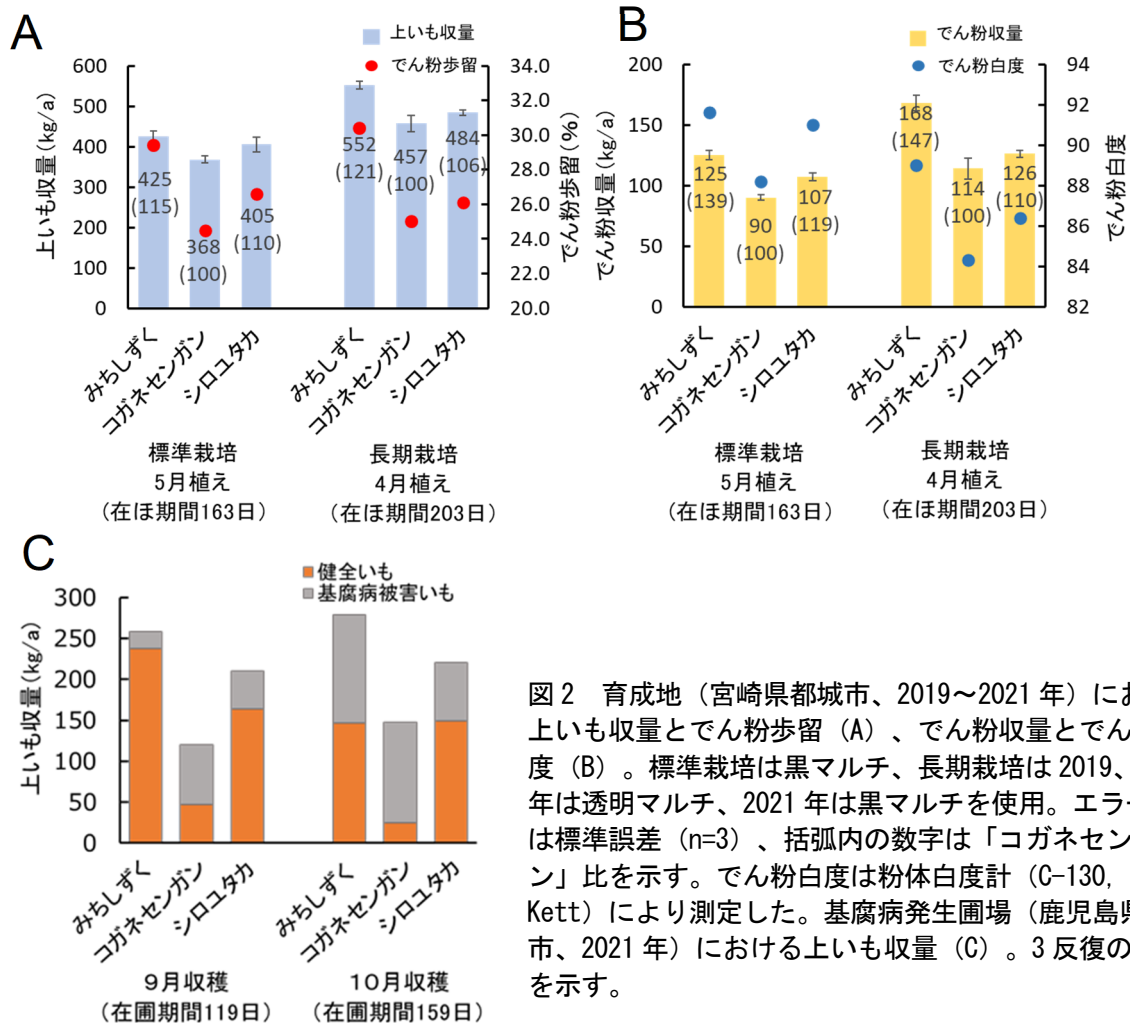 A
上いも収量
でん粉歩留
上いも収量(kg/a)
600
500
400
300
200
100
0
425
(115)
368
(100)
405
(110)
552
(121)
457
(100)
484
(106)
34.0
32.0
30.0
28.0
26.0
24.0
22.0
20.0
でん粉歩留(%)
みちしずく
コガネセンガン
シロユタカ
みちしずく
コガネセンガン
シロユタカ
標準栽培
5月植え
(在ほ期間163日)
長期栽培
4月植え
(在ほ期間203日)
B
でん粉収量
でん粉白度
でん粉収量(kg/a)
200
150
100
50
0
125
(139)
90
(100)
107
(119)
168
(147)
114
(100)
126
(110)
94
92
90
88
86
84
82
でん粉白度
みちしずく
コガネセンガン
シロユタカ
みちしずく
コガネセンガン
シロユタカ
標準栽培
5月植え
(在ほ期間163日)
長期栽培
4月植え
(在ほ期間203日)
C
健全いも
基腐病被害いも
上いも収量(kg/a)
300
250
200
150
100
50
0
みちしずく
コガネセンガン
シロユタカ
みちしずく
コガネセンガン
シロユタカ
9月収穫
(在圃期間119日)
10月収穫
(在圃期間159日)
図2 育成地（宮崎県都城市、2019～2021年）にお
上いも収量とでん粉歩留（A）、でん粉収量とでん
度（B）。標準栽培は黒マルチ、長期栽培は2019、
年は透明マルチ、2021年は黒マルチを使用。エラー
は標準誤差（n=3）、括弧内の数字は「コガネセン
ン」比を示す。でん粉白度は粉体白度計（C-130,
Kett）により測定した。基腐病発生圃場（鹿児島県
市、2021年）における上いも収量（C）。3反復の
を示す。